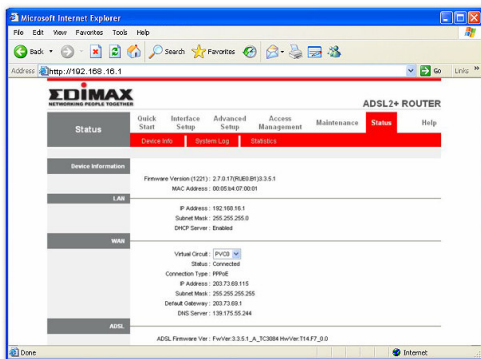 Microsoft Internet Explorer
File Edit View Favorites Tools Help
Back Search Favorites
Address http://192.168.16.1 Go Links »
EDIMAX
NETWORKING PEOPLE TOGETHER
ADSL2+ ROUTER
Status
Quick Start Interface Setup Advanced Setup Access Management Maintenance Status Help
Device Info System Log Statistics
Device Information
Firmware Version (1221) : 2.7.0.17(RUE0.B1)3.3.5.1
MAC Address : 00:05:b4:07:00:01
LAN
IP Address : 192.168.16.1
Subnet Mask : 255.255.255.0
DHCP Server : Enabled
WAN
Virtual Circuit : PVC0
Status : Connected
Connection Type : PPPoE
IP Address : 203.73.69.115
Subnet Mask : 255.255.255.255
Default Gateway : 203.73.69.1
DNS Server : 139.175.55.244
ADSL
ADSL Firmware Ver : FwVer:3.3.5.1_A_TC3084 HwVer:T14.F7_0.0
Done Internet